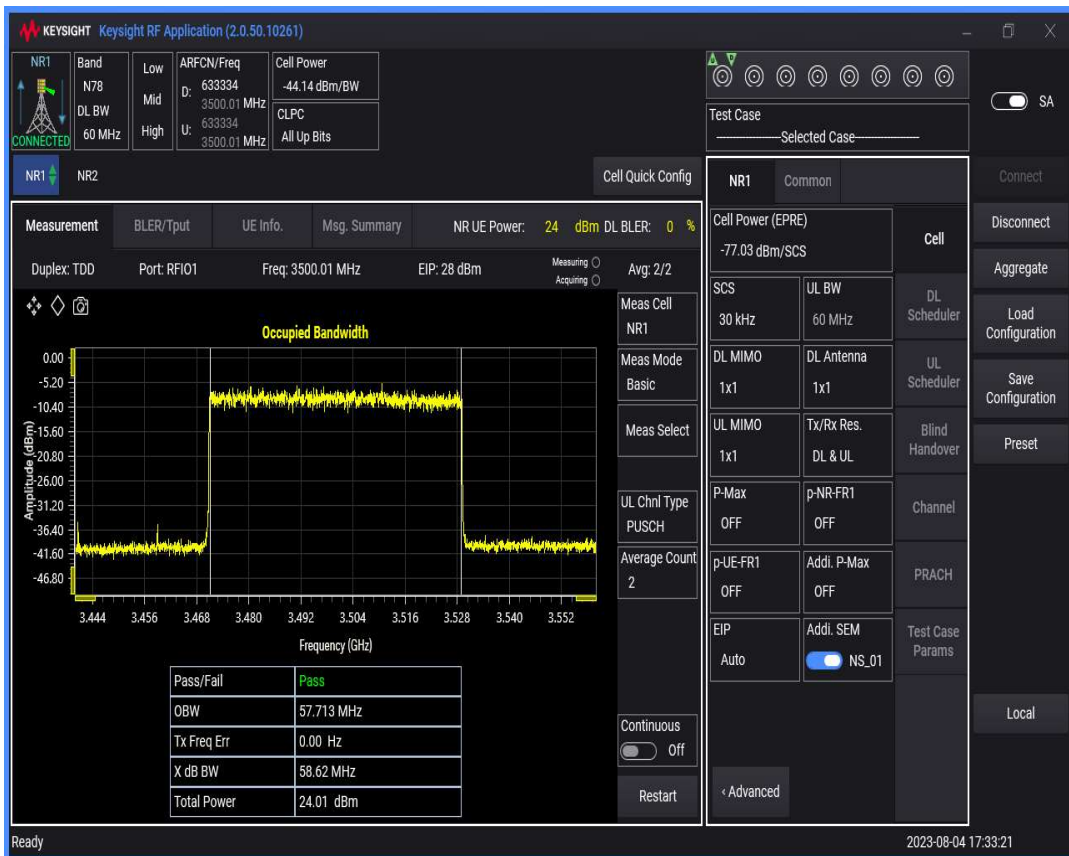 KEYSIGHT Keysight RF Application (2.0.50.10261)
NR1
CONNECTED
Band
N78
DL BW
60 MHz
Low
Mid
High
ARFCN/Freq
D: 633334
3500.01 MHz
U: 633334
3500.01 MHz
Cell Power
-44.14 dBm/BW
CLPC
All Up Bits
Test Case
Selected Case
SA
NR1 NR2
Cell Quick Config
NR1 Common
Connect
Disconnect
Aggregate
Load
Configuration
Save
Configuration
Preset
Local
Measurement BLER/Tput UE Info. Msg. Summary NR UE Power: 24 dBm DL BLER: 0 %
Duplex: TDD Port: RFIO1 Freq: 3500.01 MHz EIP: 28 dBm Measuring Acquiring Avg: 2/2
Occupied Bandwidth
Amplitude (dBm)
0.00
-5.20
-10.40
-15.60
-20.80
-26.00
-31.20
-36.40
-41.60
-46.80
3.444 3.456 3.468 3.480 3.492 3.504 3.516 3.528 3.540 3.552
Frequency (GHz)
Pass/Fail Pass
OBW 57.713 MHz
Tx Freq Err 0.00 Hz
X dB BW 58.62 MHz
Total Power 24.01 dBm
Meas Cell
NR1
Meas Mode
Basic
Meas Select
UL Chnl Type
PUSCH
Average Count
2
Continuous
Off
Restart
Cell Power (EPRE)
-77.03 dBm/SCS
SCS
30 kHz
UL BW
60 MHz
DL MIMO
1x1
DL Antenna
1x1
UL MIMO
1x1
Tx/Rx Res.
DL & UL
P-Max
OFF
p-NR-FR1
OFF
p-UE-FR1
OFF
Addi. P-Max
OFF
EIP
Auto
Addi. SEM
NS_01
‹ Advanced
Cell
DL
Scheduler
UL
Scheduler
Blind
Handover
Channel
PRACH
Test Case
Params
Ready
2023-08-04 17:33:21